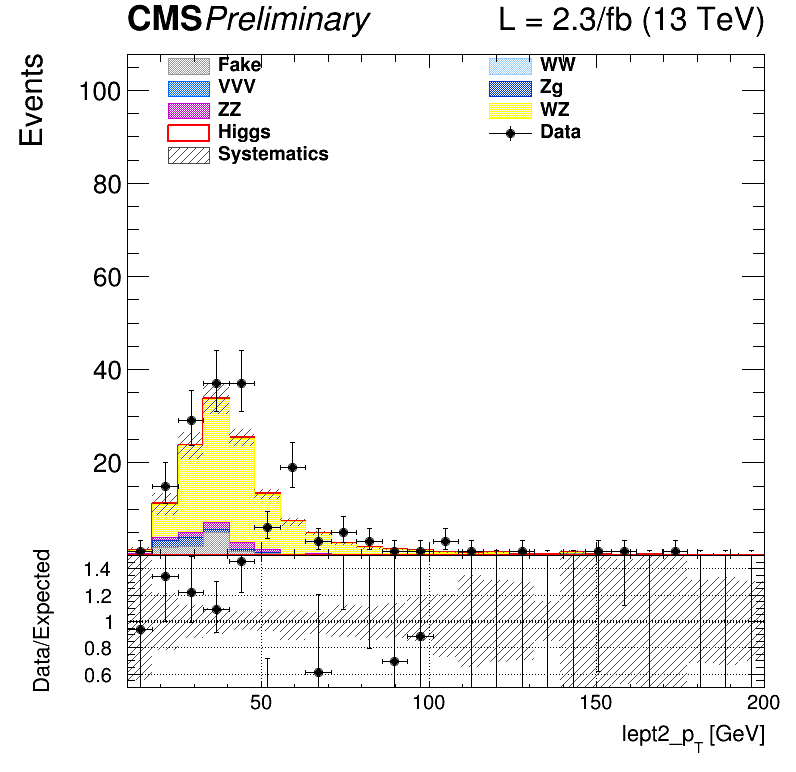 CMS Preliminary L = 2.3/fb (13 TeV)
Events
100
80
60
40
20
Fake WW
VVV Zg
ZZ WZ
Higgs Data
Systematics
Data/Expected
1.4
1.2
1
0.8
0.6
50 100 150 200
lept2_p_T [GeV]